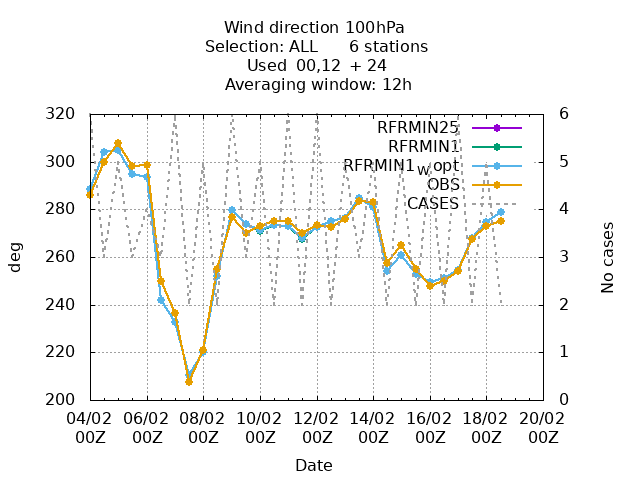 Wind direction 100hPa
Selection: ALL 6 stations
Used 00,12 + 24
Averaging window: 12h
320 6
RFRMIN25
RFRMIN1
300 5
RFRMIN1w opt
OBS
280 CASES 4
deg
260 3
No cases
240 2
220 1
200 0
04/02 06/02 08/02 10/02 12/02 14/02 16/02 18/02 20/02
00Z 00Z 00Z 00Z 00Z 00Z 00Z 00Z 00Z
Date